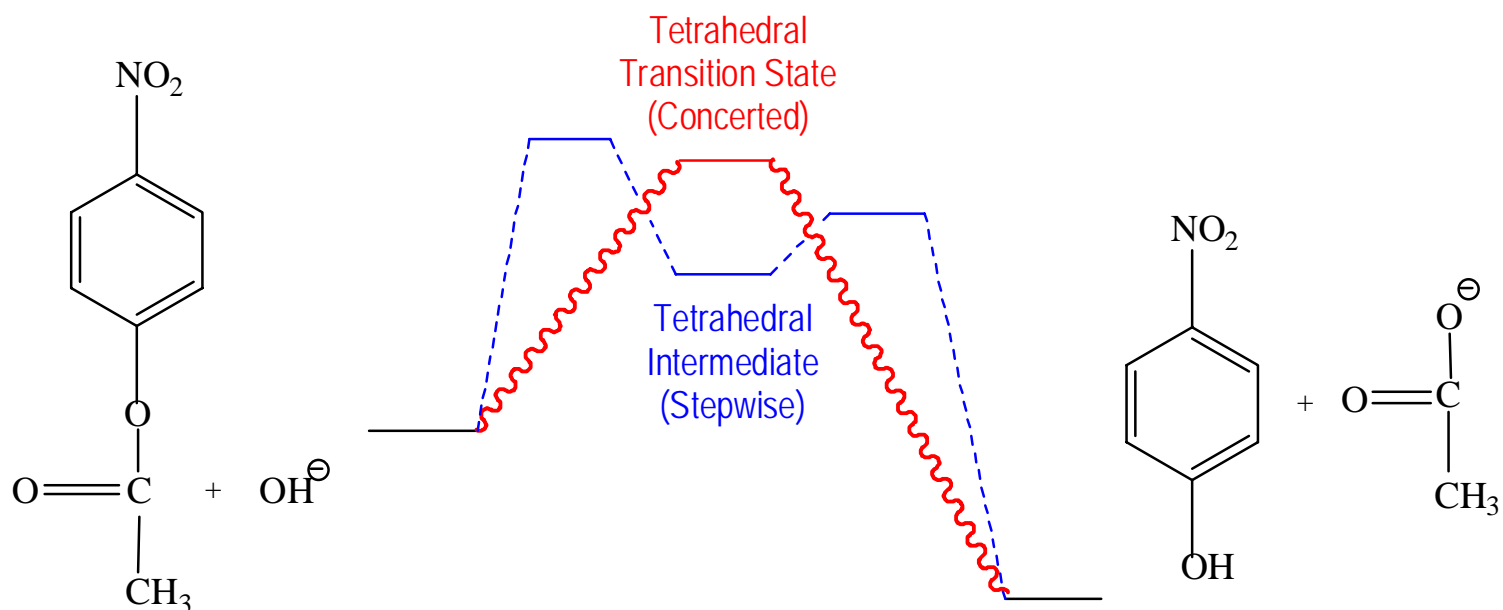 Tetrahedral
Transition State
(Concerted)
NO₂
O
O C + OH⊖
CH₃
Tetrahedral
Intermediate
(Stepwise)
NO₂
OH
+
O⊖
O C
CH₃